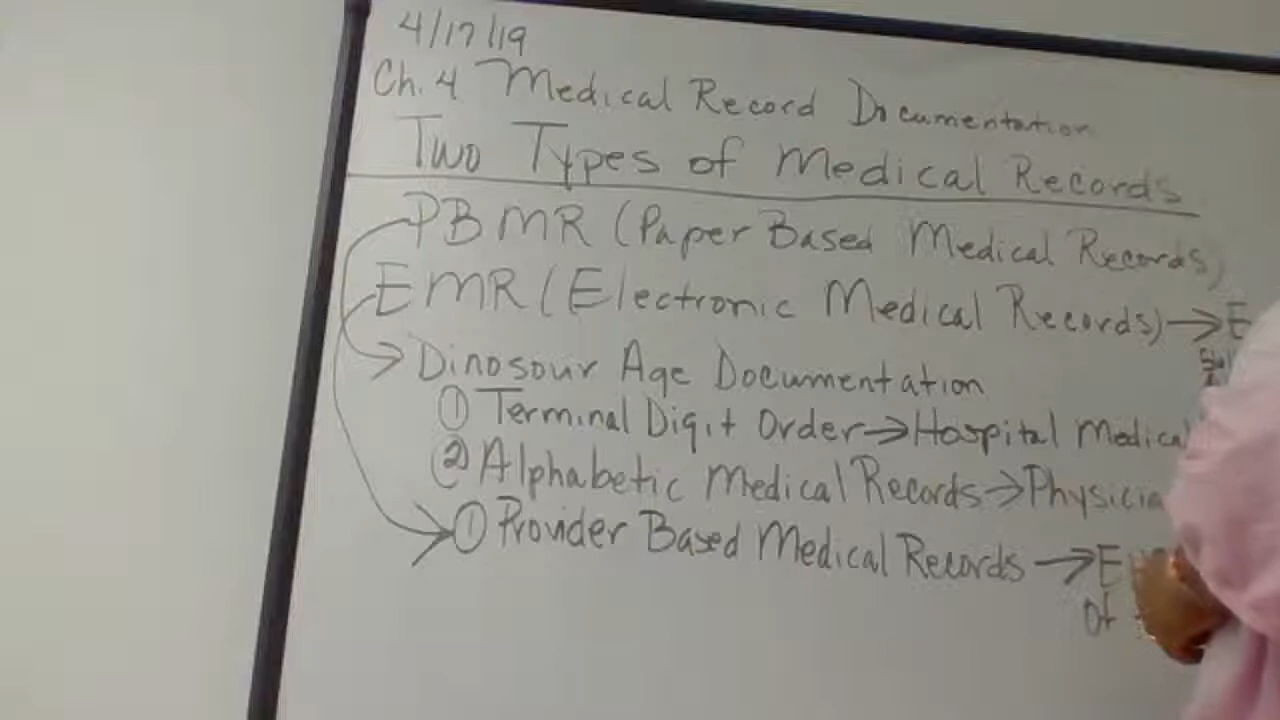 4/17/19
Ch. 4 Medical Record Documentation
Two Types of Medical Records
PBMR (Paper Based Medical Records)
EMR (Electronic Medical Records) → E
Dinosour Age Documentation
① Terminal Digit Order → Hospital Medical
② Alphabetic Medical Records → Physicia
① Provider Based Medical Records → E
of